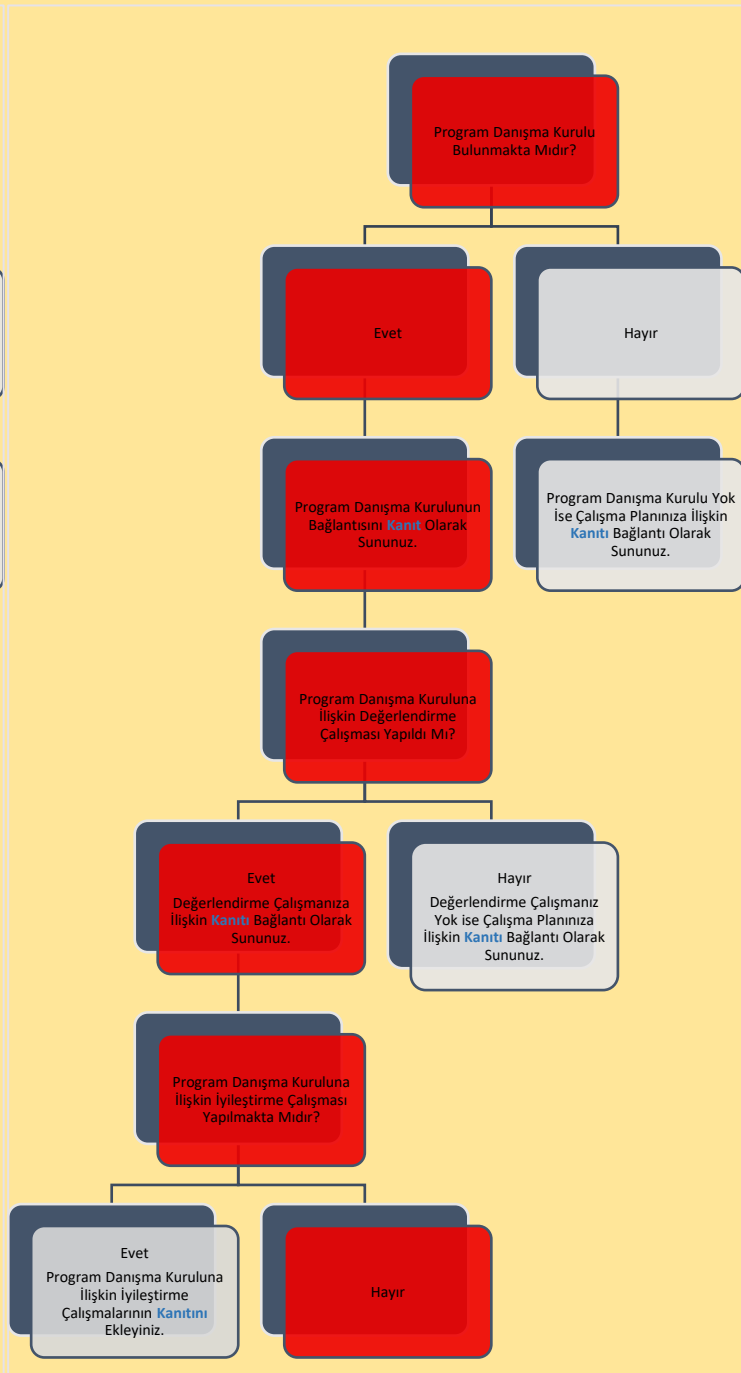 Program Danışma Kurulu
Bulunmakta Mıdır?
Evet
Hayır
Program Danışma Kurulunun
Bağlantısını Kanıt Olarak
Sununuz.
Program Danışma Kurulu Yok
İse Çalışma Planınıza İlişkin
Kanıtı Bağlantı Olarak
Sununuz.
Program Danışma Kuruluna
İlişkin Değerlendirme
Çalışması Yapıldı Mı?
Evet
Değerlendirme Çalışmanıza
İlişkin Kanıtı Bağlantı Olarak
Sununuz.
Hayır
Değerlendirme Çalışmanız
Yok ise Çalışma Planınıza
İlişkin Kanıtı Bağlantı Olarak
Sununuz.
Program Danışma Kuruluna
İlişkin İyileştirme Çalışması
Yapılmakta Mıdır?
Evet
Program Danışma Kuruluna
İlişkin İyileştirme
Çalışmalarının Kanıtını
Ekleyiniz.
Hayır